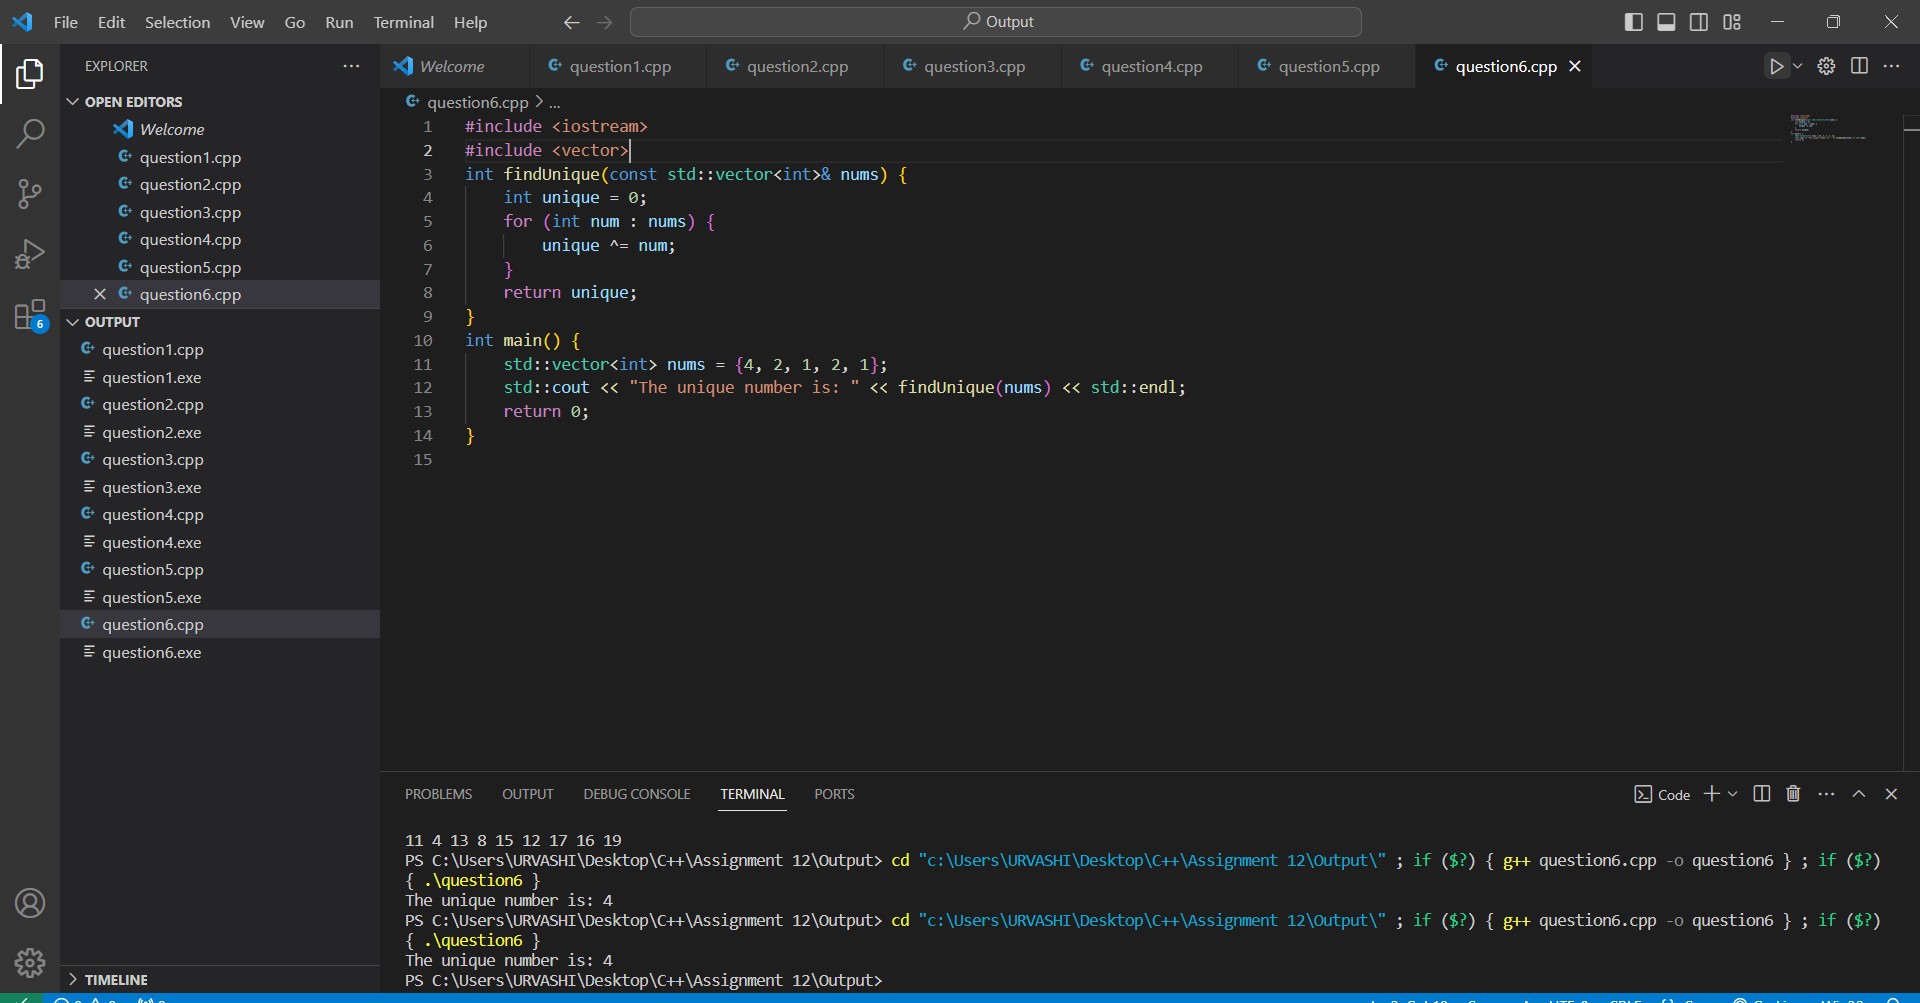 File Edit Selection View Go Run Terminal Help Output
EXPLORER
OPEN EDITORS
Welcome
question1.cpp
question2.cpp
question3.cpp
question4.cpp
question5.cpp
question6.cpp
6
OUTPUT
question1.cpp
question1.exe
question2.cpp
question2.exe
question3.cpp
question3.exe
question4.cpp
question4.exe
question5.cpp
question5.exe
question6.cpp
question6.exe
TIMELINE
Welcome question1.cpp question2.cpp question3.cpp question4.cpp question5.cpp question6.cpp
question6.cpp > ...
1 #include <iostream>
2 #include <vector>
3 int findUnique(const std::vector<int>& nums) {
4 int unique = 0;
5 for (int num : nums) {
6 unique ^= num;
7 }
8 return unique;
9 }
10 int main() {
11 std::vector<int> nums = {4, 2, 1, 2, 1};
12 std::cout << "The unique number is: " << findUnique(nums) << std::endl;
13 return 0;
14 }
15
PROBLEMS OUTPUT DEBUG CONSOLE TERMINAL PORTS Code
11 4 13 8 15 12 17 16 19
PS C:\Users\URVASHI\Desktop\C++\Assignment 12\Output> cd "c:\Users\URVASHI\Desktop\C++\Assignment 12\Output\" ; if ($?) { g++ question6.cpp -o question6 } ; if ($?)
{ .\question6 }
The unique number is: 4
PS C:\Users\URVASHI\Desktop\C++\Assignment 12\Output> cd "c:\Users\URVASHI\Desktop\C++\Assignment 12\Output\" ; if ($?) { g++ question6.cpp -o question6 } ; if ($?)
{ .\question6 }
The unique number is: 4
PS C:\Users\URVASHI\Desktop\C++\Assignment 12\Output>